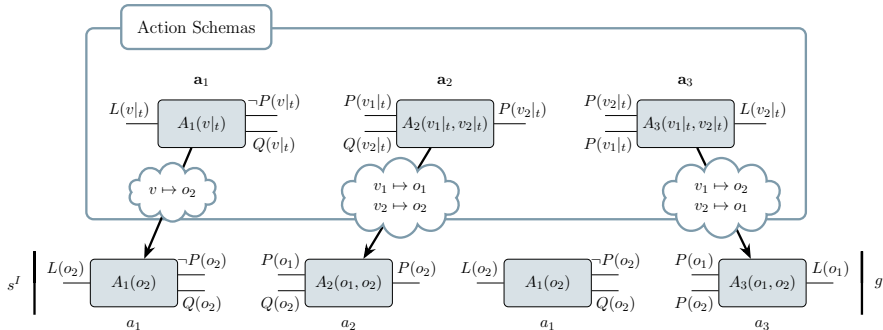 Action Schemas
a₁
a₂
a₃
L(v|ₜ)
A₁(v|ₜ)
¬P(v|ₜ)
Q(v|ₜ)
P(v₁|ₜ)
Q(v₂|ₜ)
A₂(v₁|ₜ, v₂|ₜ)
P(v₂|ₜ)
P(v₂|ₜ)
P(v₁|ₜ)
A₃(v₁|ₜ, v₂|ₜ)
L(v₂|ₜ)
v ↦ o₂
v₁ ↦ o₁
v₂ ↦ o₂
v₁ ↦ o₂
v₂ ↦ o₁
sᴵ
L(o₂)
A₁(o₂)
¬P(o₂)
Q(o₂)
a₁
P(o₁)
Q(o₂)
A₂(o₁, o₂)
P(o₂)
a₂
L(o₂)
A₁(o₂)
¬P(o₂)
Q(o₂)
a₁
P(o₁)
P(o₂)
A₃(o₁, o₂)
L(o₁)
a₃
g